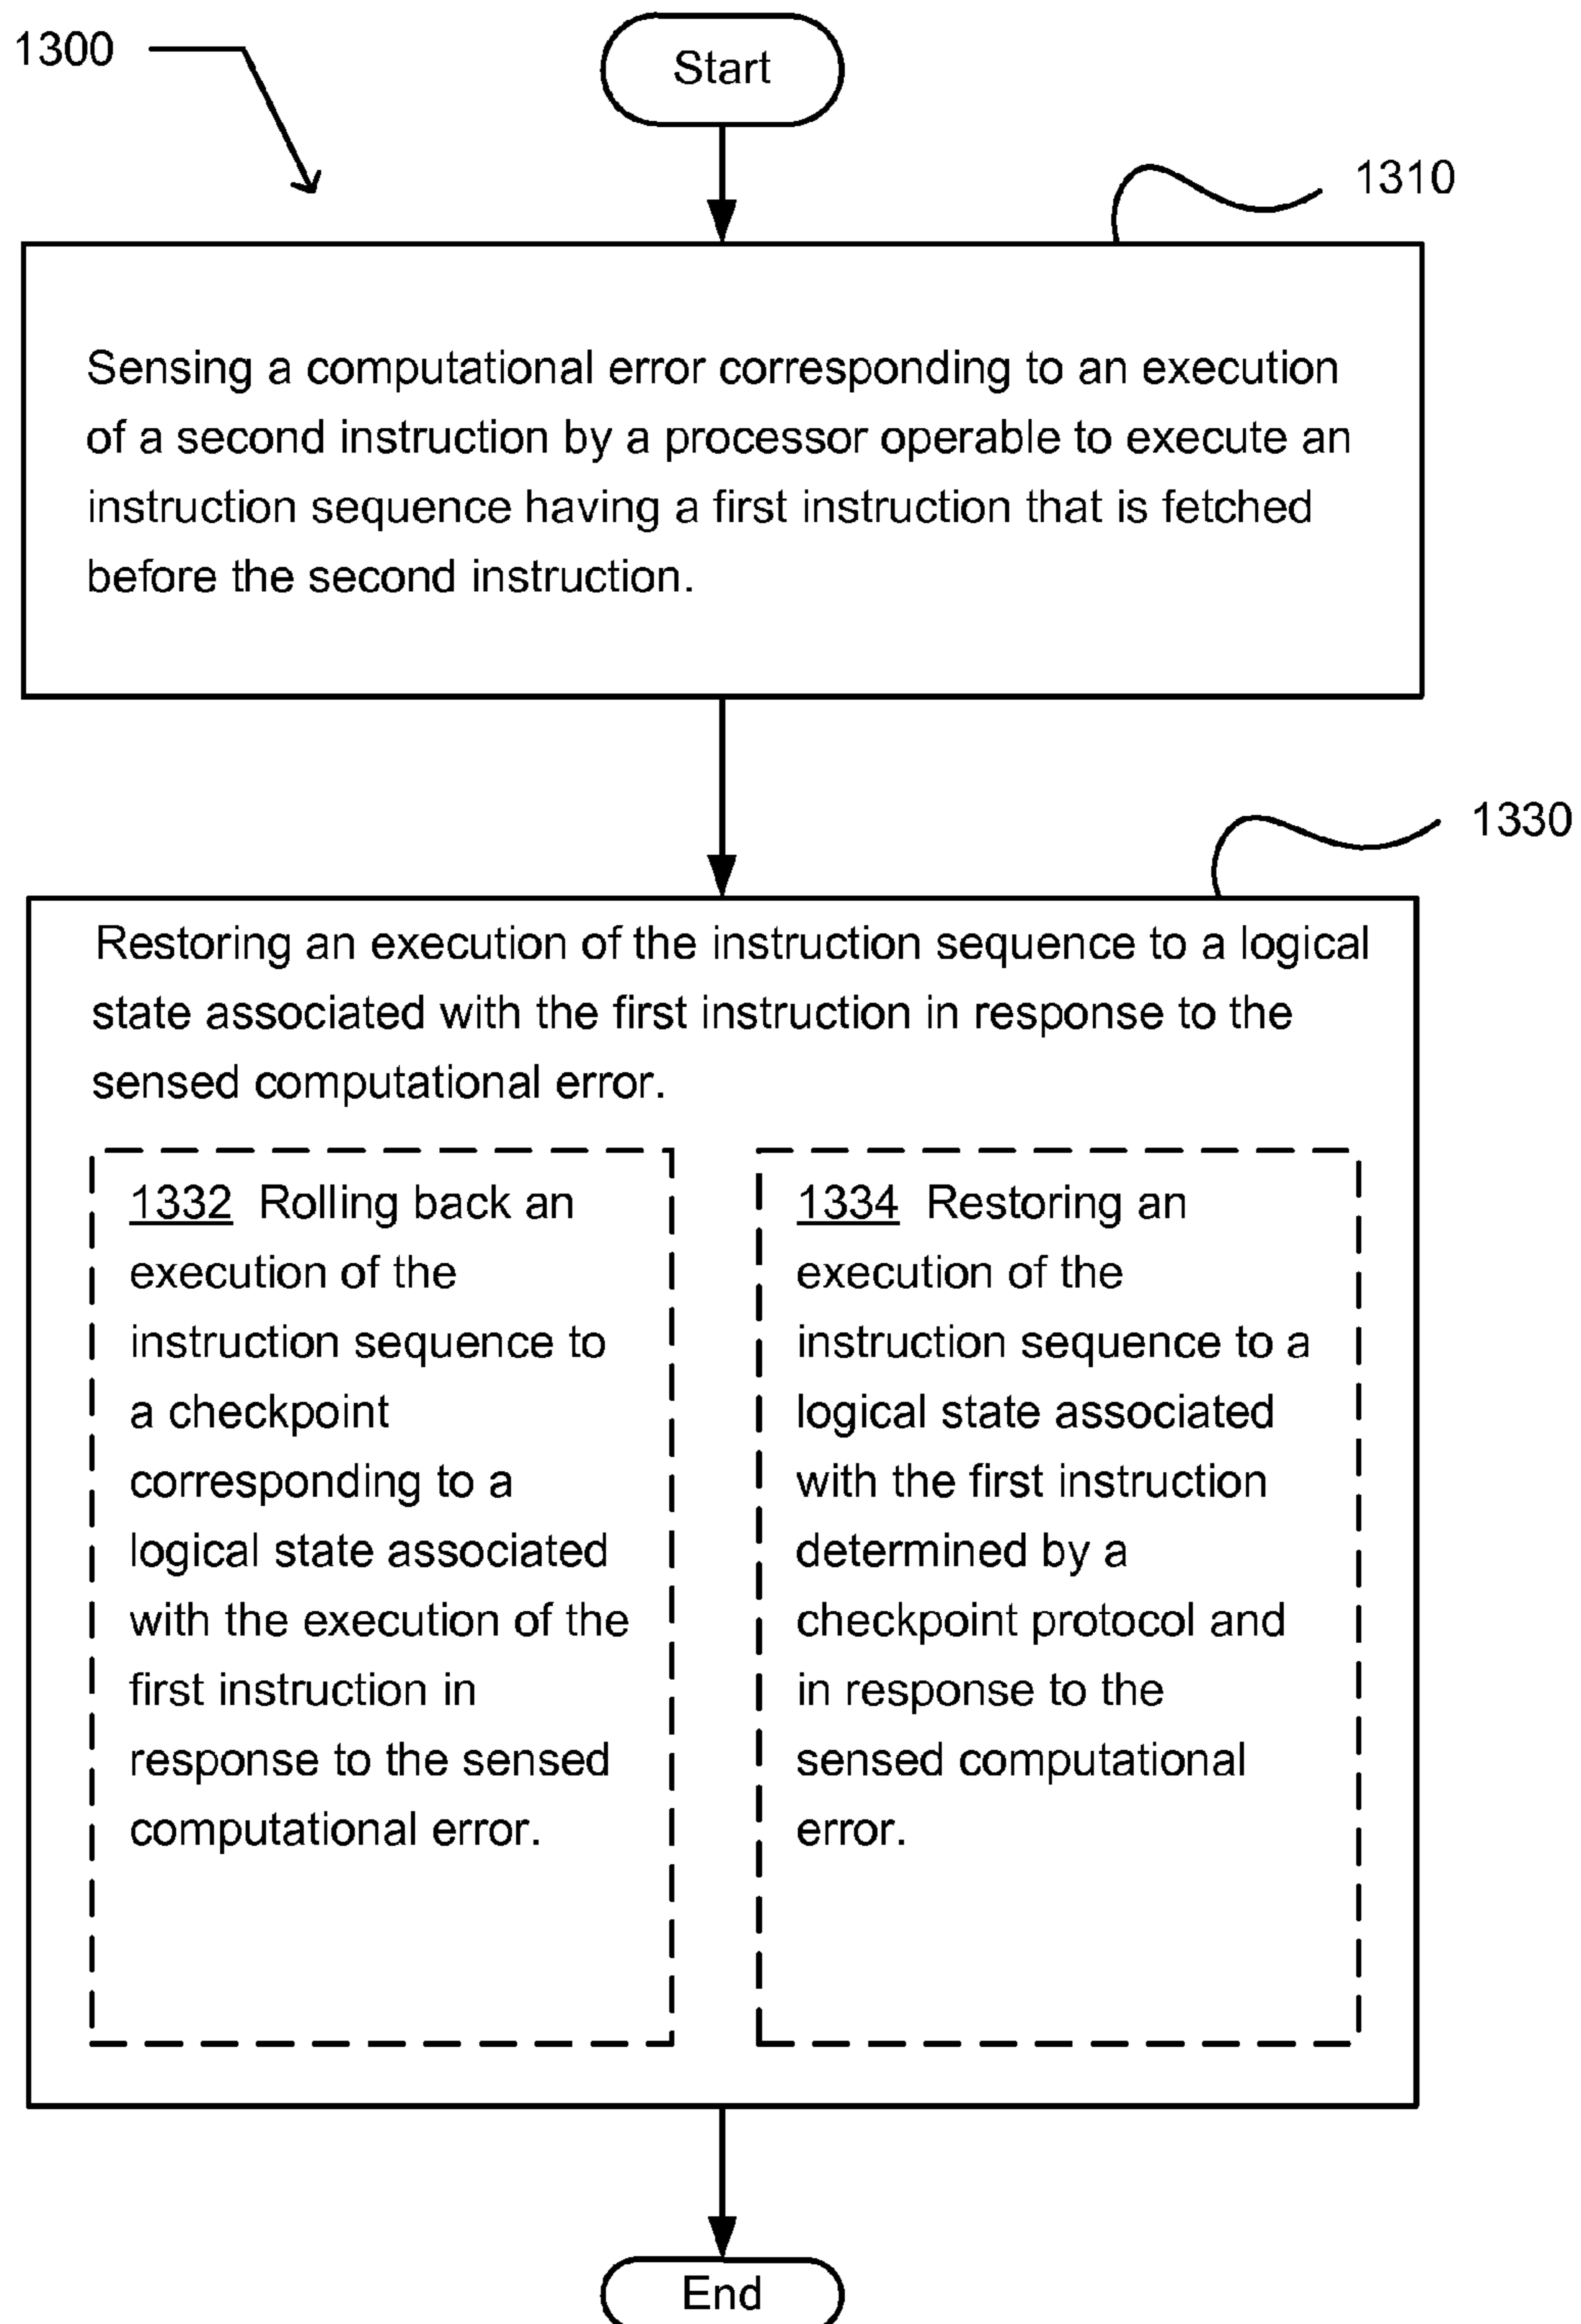 1300
Start
1310
Sensing a computational error corresponding to an execution
of a second instruction by a processor operable to execute an
instruction sequence having a first instruction that is fetched
before the second instruction.
1330
Restoring an execution of the instruction sequence to a logical
state associated with the first instruction in response to the
sensed computational error.
1332 Rolling back an
execution of the
instruction sequence to
a checkpoint
corresponding to a
logical state associated
with the execution of the
first instruction in
response to the sensed
computational error.
1334 Restoring an
execution of the
instruction sequence to a
logical state associated
with the first instruction
determined by a
checkpoint protocol and
in response to the
sensed computational
error.
End